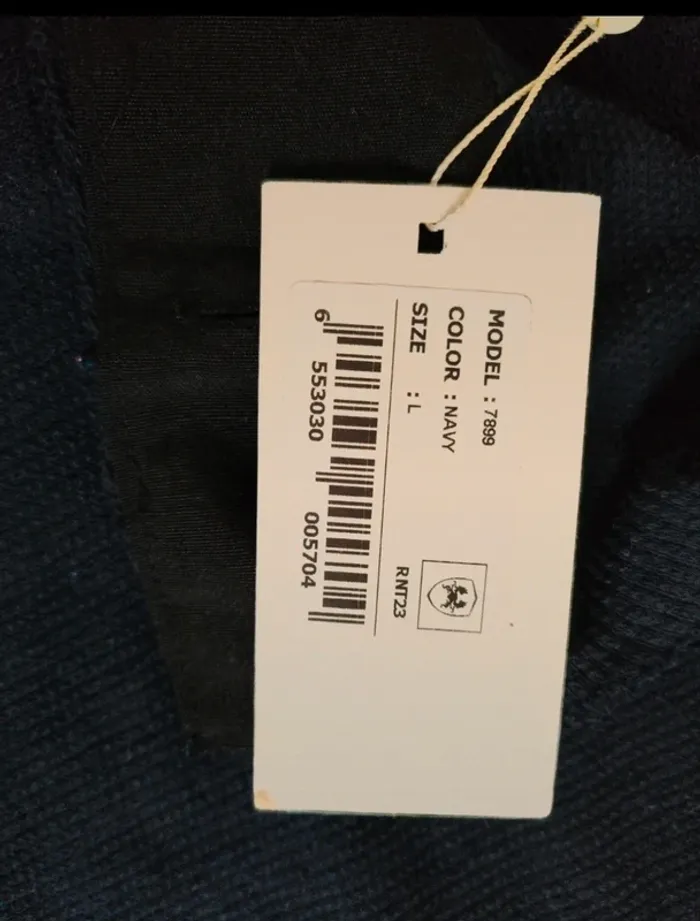 MODEL : 7899
COLOR : NAVY
SIZE : L
RNT23
6 553030 005704